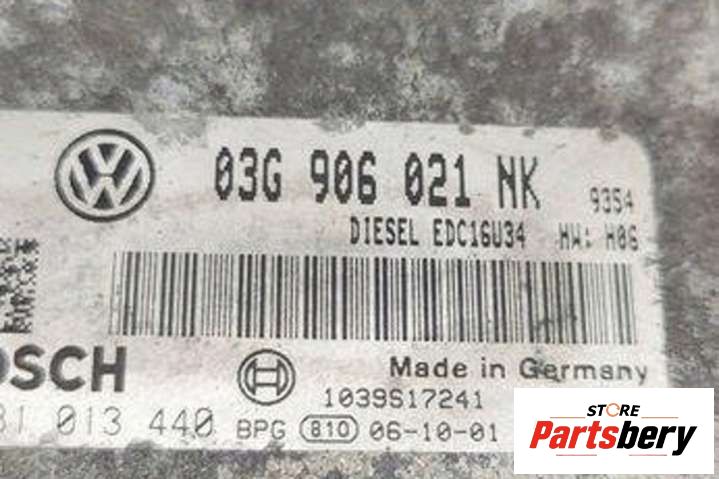 03G 906 021 NK 9354
DIESEL EDC16U34 HW: H06
OSCH
Made in Germany
1039S17241
81 013 440 BPG 810 06-10-01
STORE
Partsbery